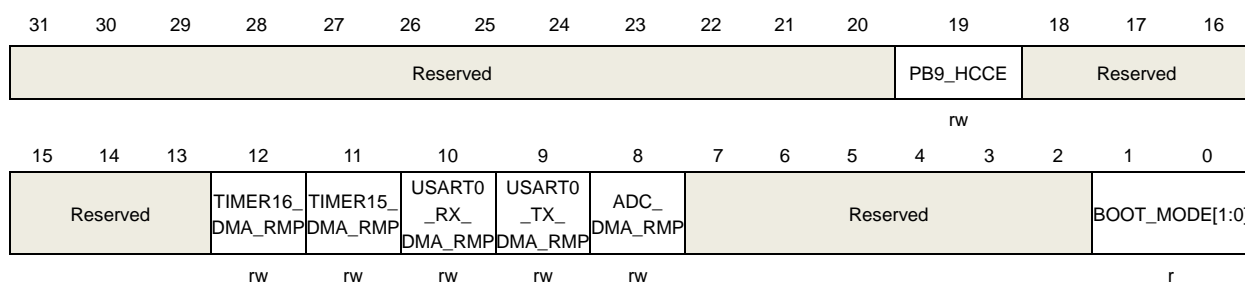 31 30 29 28 27 26 25 24 23 22 21 20 19 18 17 16
Reserved PB9_HCCE Reserved
rw
15 14 13 12 11 10 9 8 7 6 5 4 3 2 1 0
Reserved TIMER16_ DMA_RMP TIMER15_ DMA_RMP USART0 _RX_ DMA_RMP USART0 _TX_ DMA_RMP ADC_ DMA_RMP Reserved BOOT_MODE[1:0]
rw rw rw rw rw r